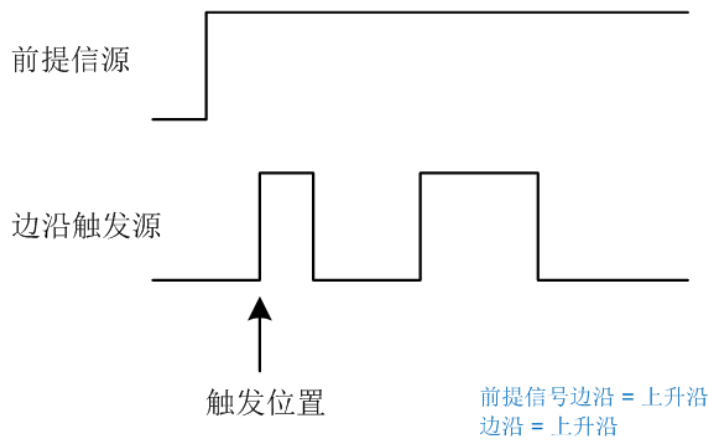 前提信源
边沿触发源
触发位置
前提信号边沿 = 上升沿
边沿 = 上升沿